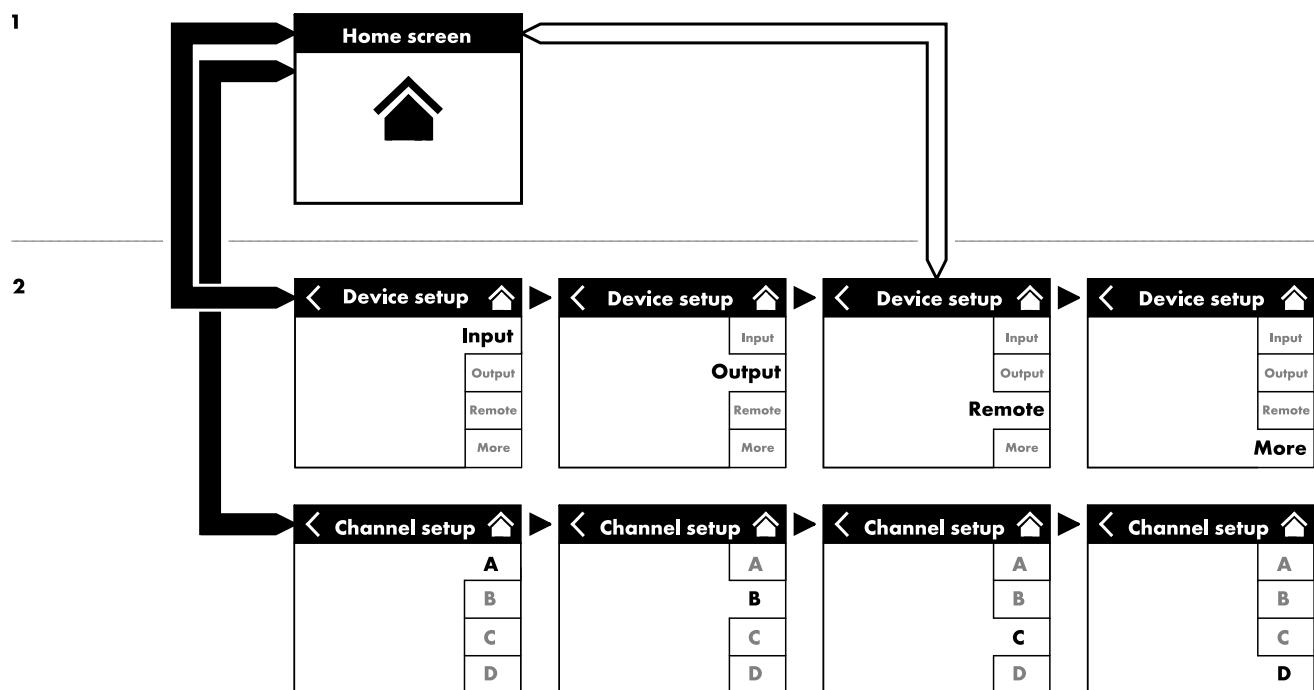 1
Home screen
2
Device setup
Input
Output
Remote
More
Device setup
Input
Output
Remote
More
Device setup
Input
Output
Remote
More
Device setup
Input
Output
Remote
More
Channel setup
A
B
C
D
Channel setup
A
B
C
D
Channel setup
A
B
C
D
Channel setup
A
B
C
D